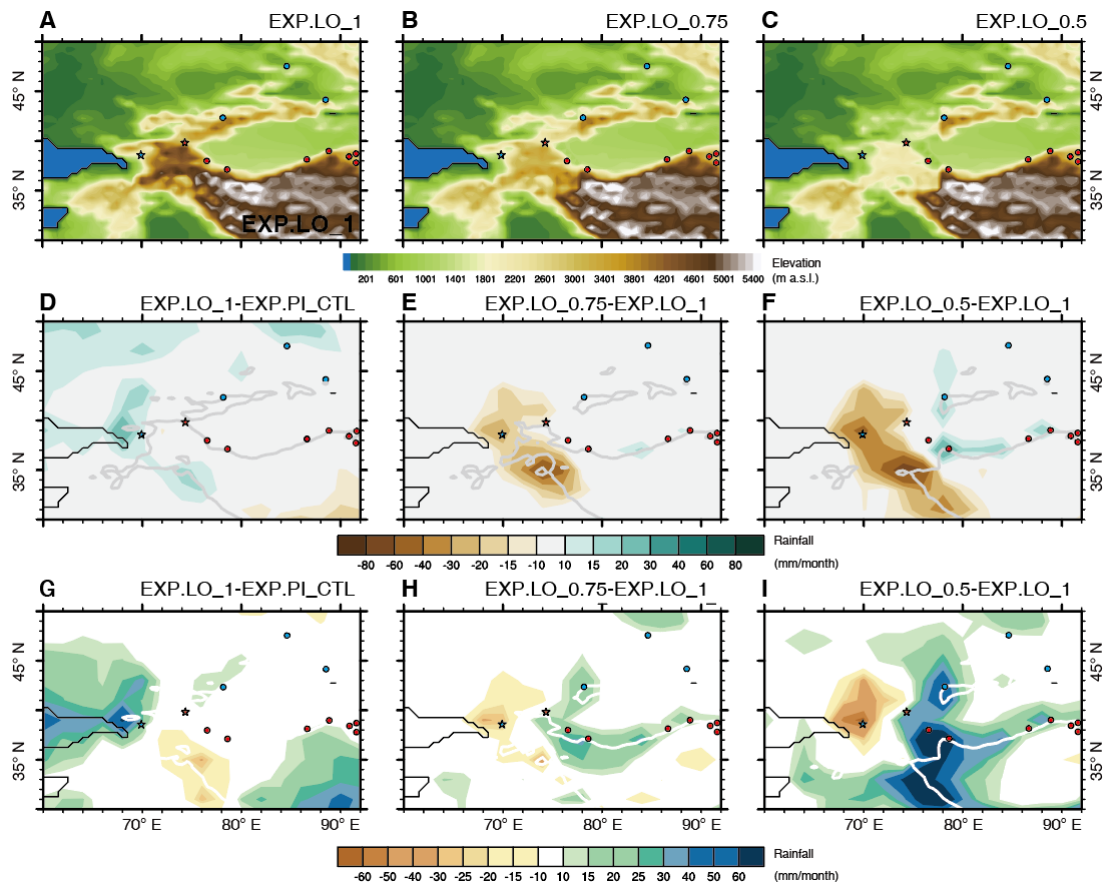 A EXP.LO_1
B EXP.LO_0.75
C EXP.LO_0.5
45° N
35° N
EXP.LO_1
45° N
35° N
201 601 1001 1401 1801 2201 2601 3001 3401 3801 4201 4601 5001 5400
Elevation
(m a.s.l.)
D EXP.LO_1-EXP.PI_CTL
E EXP.LO_0.75-EXP.LO_1
F EXP.LO_0.5-EXP.LO_1
45° N
35° N
45° N
35° N
-80 -60 -40 -30 -20 -15 -10 10 15 20 30 40 60 80
Rainfall
(mm/month)
G EXP.LO_1-EXP.PI_CTL
H EXP.LO_0.75-EXP.LO_1_
I EXP.LO_0.5-EXP.LO_1
45° N
35° N
45° N
35° N
70° E 80° E 90° E
70° E 80° E 90° E
70° E 80° E 90° E
-60 -50 -40 -30 -25 -20 -15 -10 10 15 20 25 30 40 50 60
Rainfall
(mm/month)